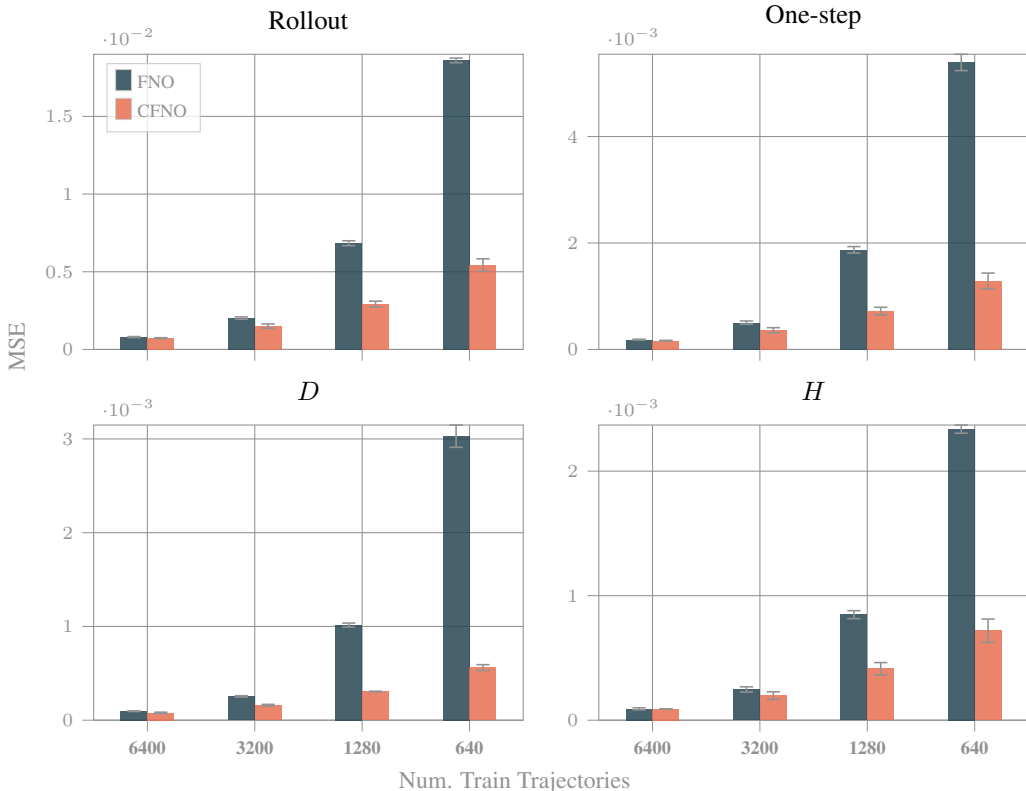 Rollout
·10⁻²
1.5
1
0.5
0
FNO
CFNO
One-step
·10⁻³
4
2
0
MSE
D
·10⁻³
3
2
1
0
6400 3200 1280 640
H
·10⁻³
2
1
0
6400 3200 1280 640
Num. Train Trajectories